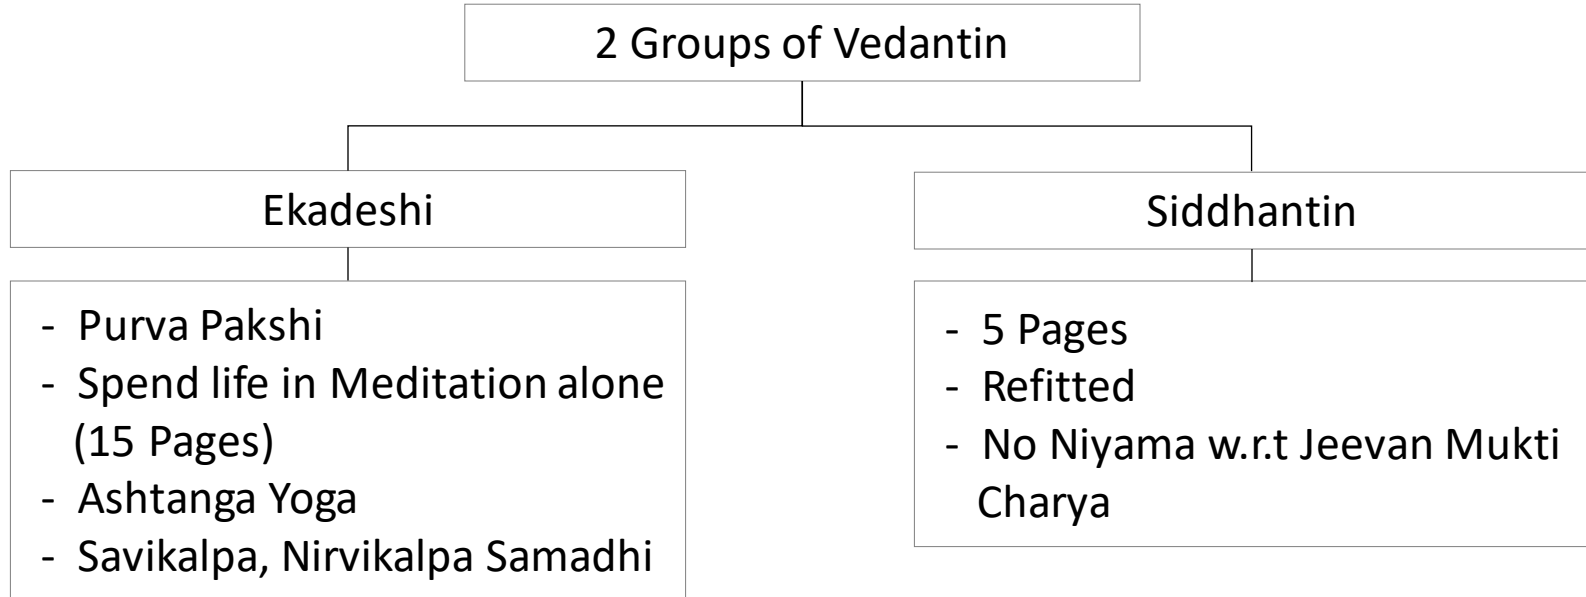 2 Groups of Vedantin
Ekadeshi
- Purva Pakshi
- Spend life in Meditation alone
(15 Pages)
- Ashtanga Yoga
- Savikalpa, Nirvikalpa Samadhi
Siddhantin
- 5 Pages
- Refitted
- No Niyama w.r.t Jeevan Mukti
Charya